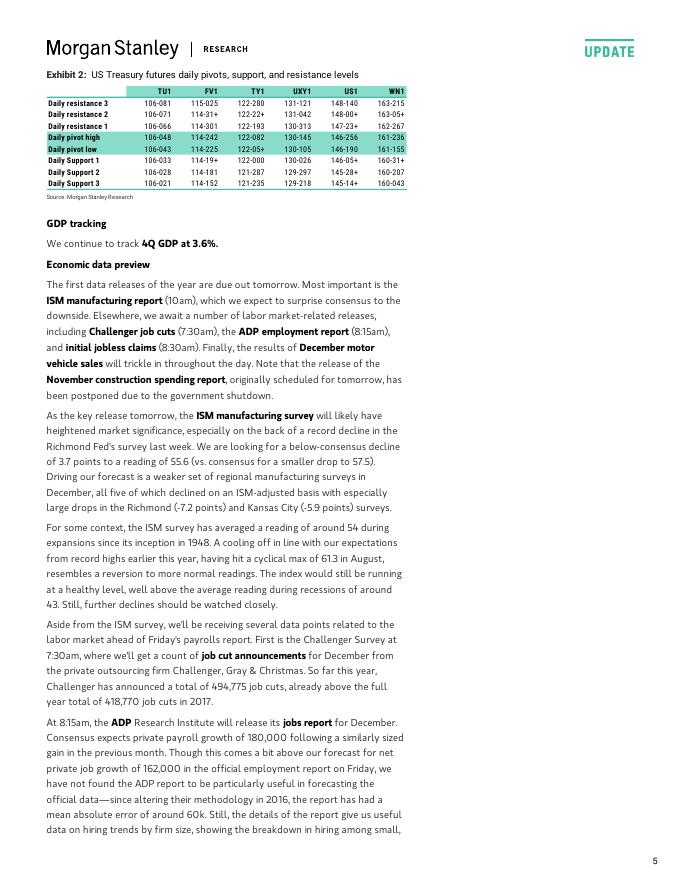 Morgan Stanley | RESEARCH
UPDATE
Exhibit 2: US Treasury futures daily pivots, support, and resistance levels
TU1 FV1 TY1 UXY1 US1 WN1
Daily resistance 3 106-081 115-025 122-280 131-121 148-140 163-215
Daily resistance 2 106-071 114-31+ 122-22+ 131-042 148-00+ 163-05+
Daily resistance 1 106-066 114-301 122-193 130-313 147-23+ 162-267
Daily pivot high 106-048 114-242 122-082 130-145 146-256 161-236
Daily pivot low 106-043 114-225 122-05+ 130-105 146-190 161-155
Daily Support 1 106-033 114-19+ 122-000 130-026 146-05+ 160-31+
Daily Support 2 106-028 114-181 121-287 129-297 145-28+ 160-207
Daily Support 3 106-021 114-152 121-235 129-218 145-14+ 160-043
Source: Morgan Stanley Research
GDP tracking
We continue to track 4Q GDP at 3.6%.
Economic data preview
The first data releases of the year are due out tomorrow. Most important is the
ISM manufacturing report (10am), which we expect to surprise consensus to the
downside. Elsewhere, we await a number of labor market-related releases,
including Challenger job cuts (7:30am), the ADP employment report (8:15am),
and initial jobless claims (8:30am). Finally, the results of December motor
vehicle sales will trickle in throughout the day. Note that the release of the
November construction spending report, originally scheduled for tomorrow, has
been postponed due to the government shutdown.
As the key release tomorrow, the ISM manufacturing survey will likely have
heightened market significance, especially on the back of a record decline in the
Richmond Fed's survey last week. We are looking for a below-consensus decline
of 3.7 points to a reading of 55.6 (vs. consensus for a smaller drop to 57.5).
Driving our forecast is a weaker set of regional manufacturing surveys in
December, all five of which declined on an ISM-adjusted basis with especially
large drops in the Richmond (-7.2 points) and Kansas City (-5.9 points) surveys.
For some context, the ISM survey has averaged a reading of around 54 during
expansions since its inception in 1948. A cooling off in line with our expectations
from record highs earlier this year, having hit a cyclical max of 61.3 in August,
resembles a reversion to more normal readings. The index would still be running
at a healthy level, well above the average reading during recessions of around
43. Still, further declines should be watched closely.
Aside from the ISM survey, we'll be receiving several data points related to the
labor market ahead of Friday's payrolls report. First is the Challenger Survey at
7:30am, where we'll get a count of job cut announcements for December from
the private outsourcing firm Challenger, Gray & Christmas. So far this year,
Challenger has announced a total of 494,775 job cuts, already above the full
year total of 418,770 job cuts in 2017.
At 8:15am, the ADP Research Institute will release its jobs report for December.
Consensus expects private payroll growth of 180,000 following a similarly sized
gain in the previous month. Though this comes a bit above our forecast for net
private job growth of 162,000 in the official employment report on Friday, we
have not found the ADP report to be particularly useful in forecasting the
official data—since altering their methodology in 2016, the report has had a
mean absolute error of around 60k. Still, the details of the report give us useful
data on hiring trends by firm size, showing the breakdown in hiring among small,
5